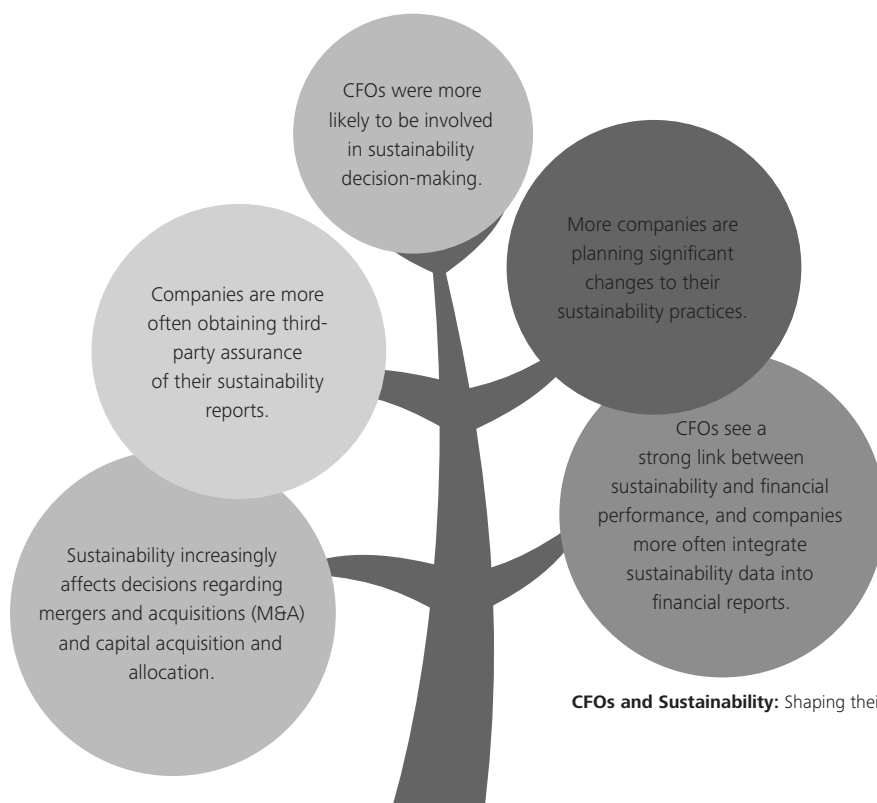 CFOs were more
likely to be involved
in sustainability
decision-making.
More companies are
planning significant
changes to their
sustainability practices.
Companies are more
often obtaining third-
party assurance
of their sustainability
reports.
CFOs see a
strong link between
sustainability and financial
performance, and companies
more often integrate
sustainability data into
financial reports.
Sustainability increasingly
affects decisions regarding
mergers and acquisitions (M&A)
and capital acquisition and
allocation.
CFOs and Sustainability: Shaping